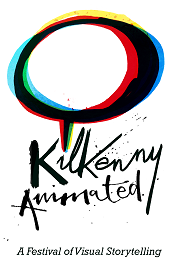 Kilkenny
Animated.
A Festival of Visual Storytelling